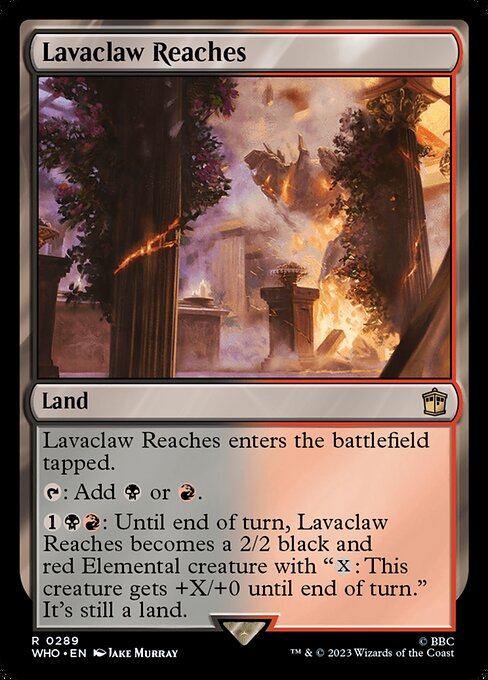 Lavaclaw Reaches
Land
Lavaclaw Reaches enters the battlefield
tapped.
: Add or .
1 : Until end of turn, Lavaclaw
Reaches becomes a 2/2 black and
red Elemental creature with “X: This
creature gets +X/+0 until end of turn.”
It's still a land.
R 0289
WHO • EN Jake Murray
© BBC
™ & © 2023 Wizards of the Coast